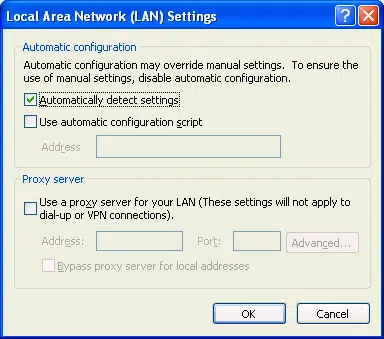 Local Area Network (LAN) Settings
Automatic configuration
Automatic configuration may override manual settings. To ensure the
use of manual settings, disable automatic configuration.
Automatically detect settings
Use automatic configuration script
Address
Proxy server
Use a proxy server for your LAN (These settings will not apply to
dial-up or VPN connections).
Address: Port: Advanced...
Bypass proxy server for local addresses
OK Cancel